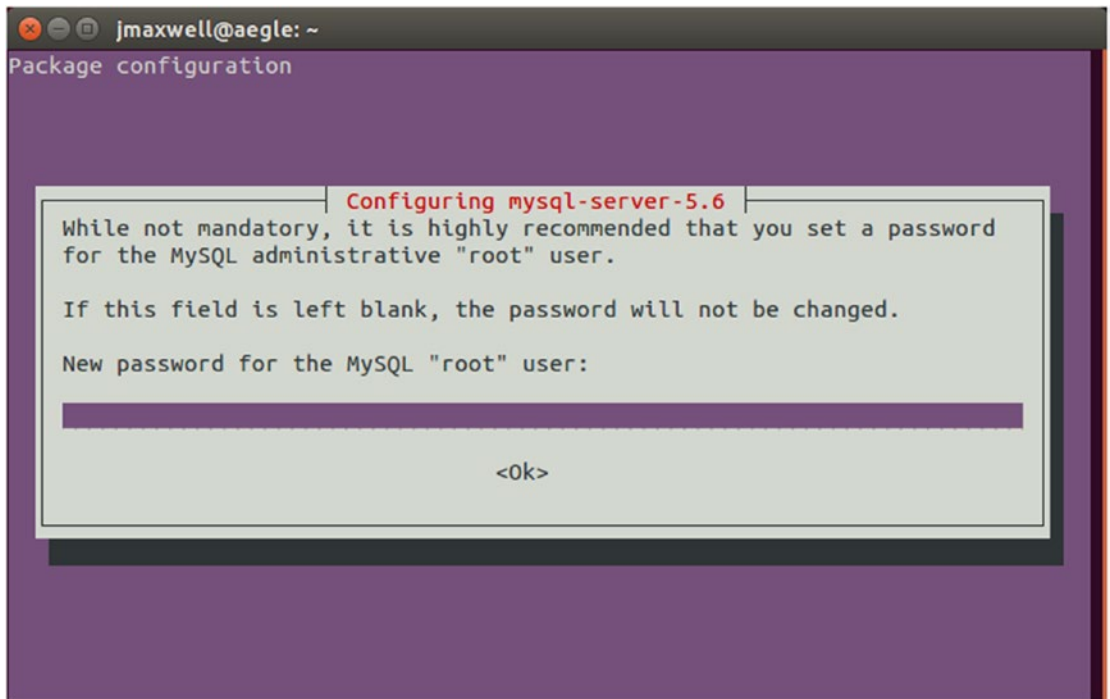 jmaxwell@aegle: ~
Package configuration
Configuring mysql-server-5.6
While not mandatory, it is highly recommended that you set a password
for the MySQL administrative "root" user.
If this field is left blank, the password will not be changed.
New password for the MySQL "root" user:
<Ok>